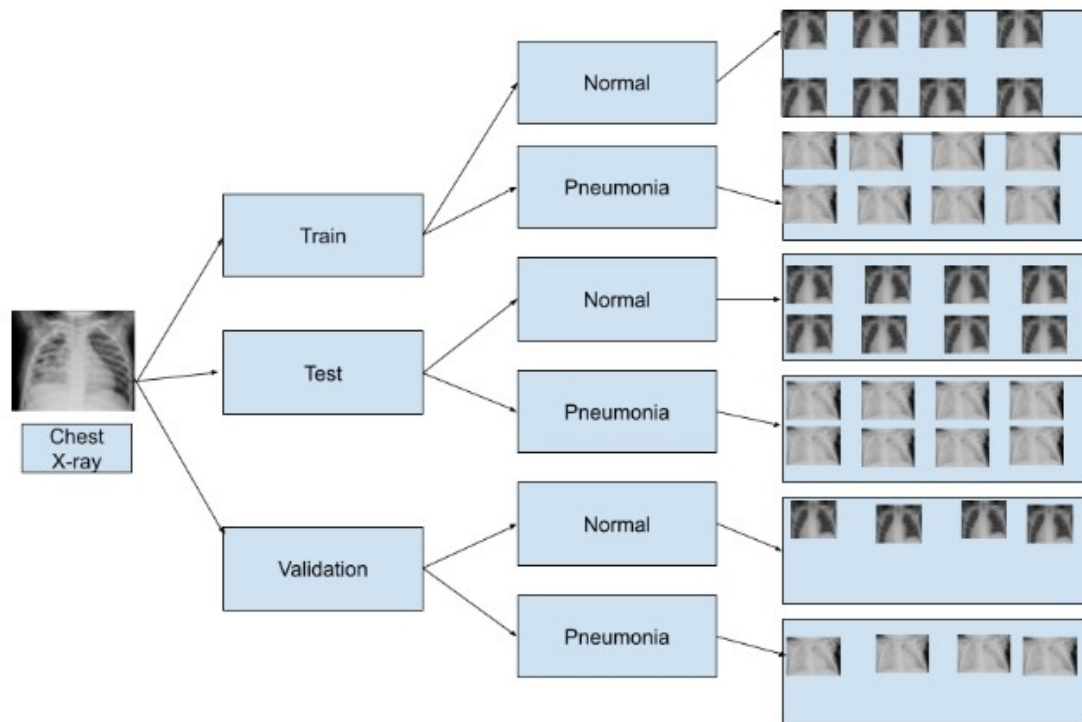 Normal
Pneumonia
Train
Normal
Test
Pneumonia
Chest
X-ray
Normal
Validation
Pneumonia